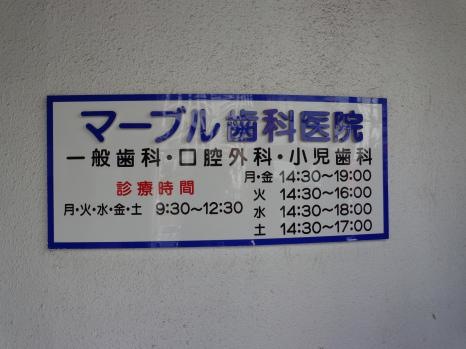 マーブル歯科医院
一般歯科・口腔外科・小児歯科
診療時間
月・火・水・金・土 9:30～12:30
月・金 14:30～19:00
火 14:30～16:00
水 14:30～18:00
土 14:30～17:00